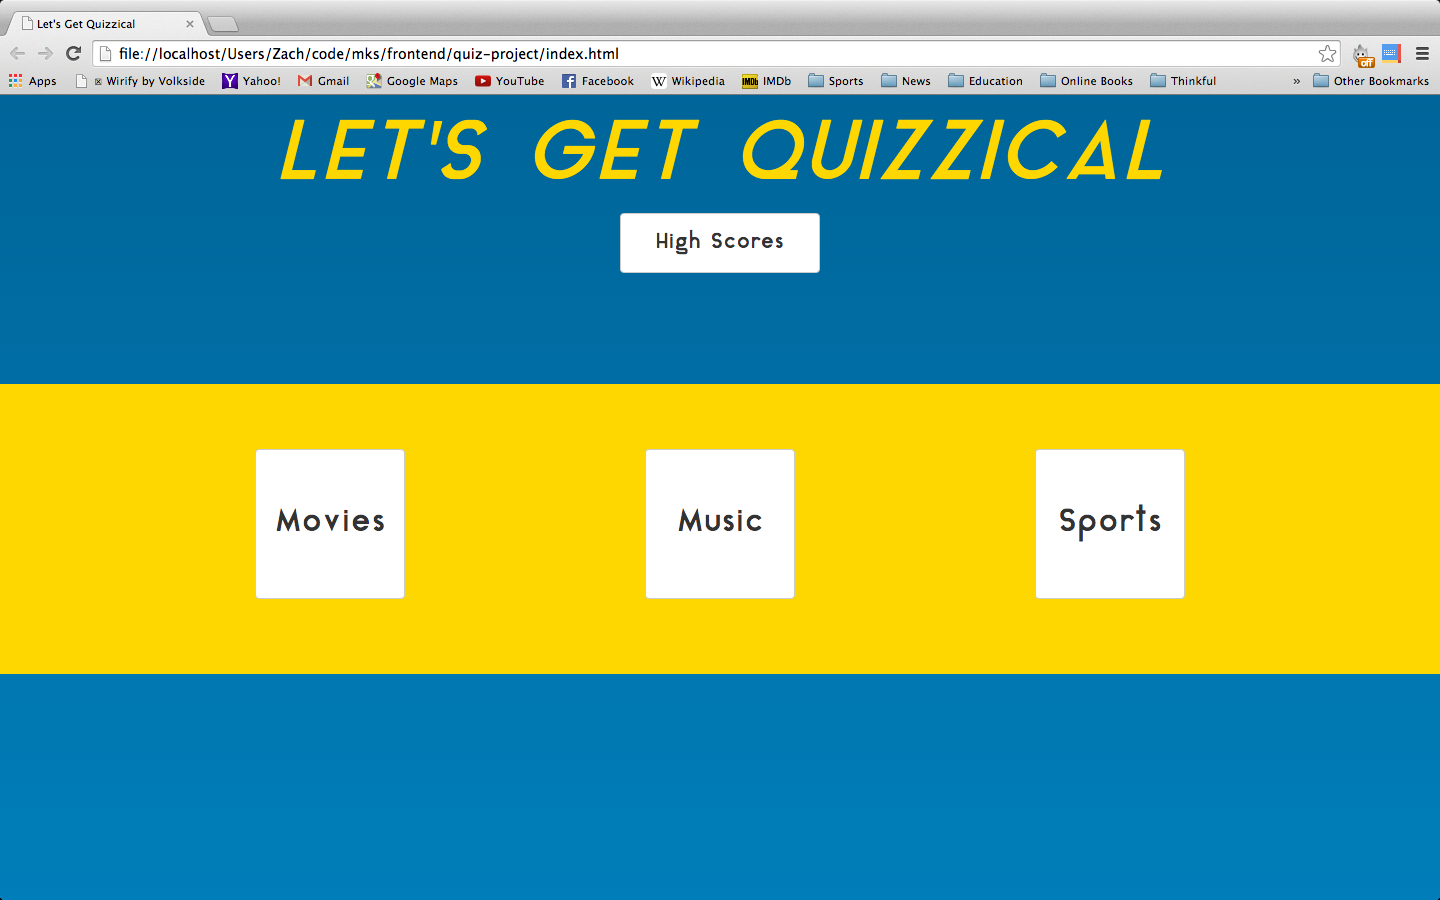 Let's Get Quizzical
file://localhost/Users/Zach/code/mks/frontend/quiz-project/index.html
off
Apps Wirify by Volkside Yahoo! Gmail Google Maps YouTube Facebook W Wikipedia IMDb IMDb Sports News Education Online Books Thinkful » Other Bookmarks
LET'S GET QUIZZICAL
High Scores
Movies Music Sports